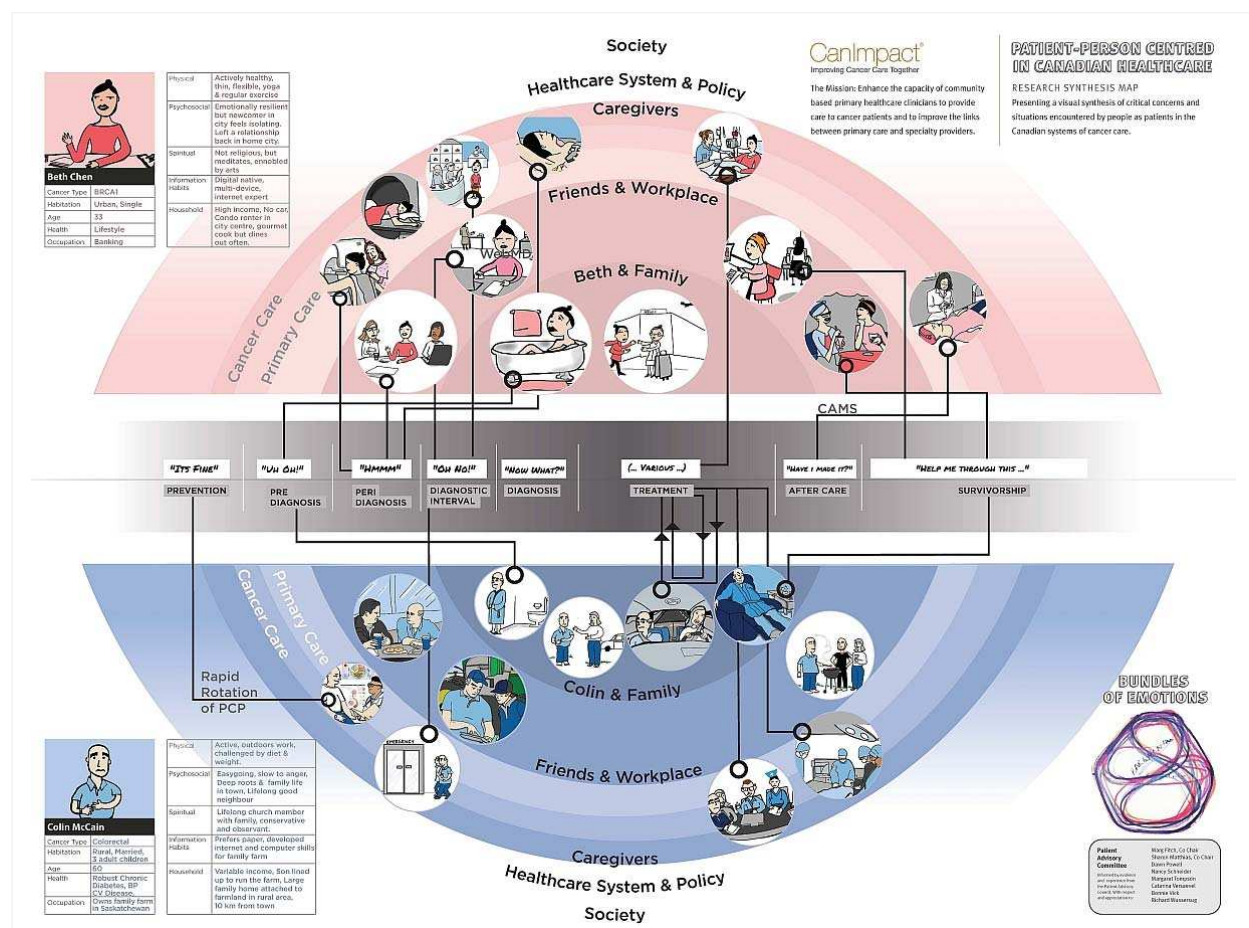 Society
Healthcare System & Policy
Caregivers
Friends & Workplace
Beth & Family
Cancer Care
Primary Care
CanImpact
Improving Cancer Care Together
The Mission: Enhance the capacity of community
based primary healthcare clinicians to provide
care to cancer patients and to improve the links
between primary care and specialty providers.
PATIENT-PERSON CENTRED
IN CANADIAN HEALTHCARE
RESEARCH SYNTHESIS MAP
Presenting a visual synthesis of critical concerns and
situations encountered by people as patients in the
Canadian systems of cancer care.
Beth Chen
Cancer Type BRCA1
Habitation Urban, Single
Age 33
Health Lifestyle
Occupation Banking
Physical Actively healthy,
thin, flexible, yoga
& regular exercise
Psychosocial Emotionally resilient
but newcomer in
city feels isolating.
Left a relationship
back in home city.
Spiritual Not religious, but
meditates, ennobled
by arts
Information Habits Digital native,
multi-device,
internet expert
Household High Income, No car,
Condo renter in
city centre, gourmet
cook but dines
out often.
WebMD
CAMS
"ITS FINE"
"UH OH!"
"HMMM"
"OH NO!"
"NOW WHAT?"
(... VARIOUS ...)
"HAVE I MADE IT?"
"HELP ME THROUGH THIS ..."
PREVENTION
PRE
DIAGNOSIS
PERI
DIAGNOSIS
DIAGNOSTIC
INTERVAL
DIAGNOSIS
TREATMENT
AFTER CARE
SURVIVORSHIP
Primary Care
Cancer Care
Rapid
Rotation
of PCP
EMERGENCY
Colin & Family
Friends & Workplace
Caregivers
Healthcare System & Policy
Society
Colin McCain
Cancer Type Colorectal
Habitation Rural, Married,
3 adult children
Age 60
Health Robust Chronic
Diabetes, BP
CV Disease,
Occupation Owns family farm
in Saskatchewan
Physical Active, outdoors work,
challenged by diet &
weight.
Psychosocial Easygoing, slow to anger,
Deep roots & family life
in town, Lifelong good
neighbour
Spiritual Lifelong church member
with family, conservative
and observant.
Information Habits Prefers paper, developed
internet and computer skills
for family farm
Household Variable income, Son lined
up to run the farm, Large
family home attached to
farmland in rural area,
10 km from town
BUNDLES
OF EMOTIONS
Patient
Advisory
Committee
Marg Fitch, Co Chair
Sharon Matthias, Co Chair
Dawn Powell
Nancy Schneider
Margaret Tompson
Bonnie Vick
Richard Wassersug